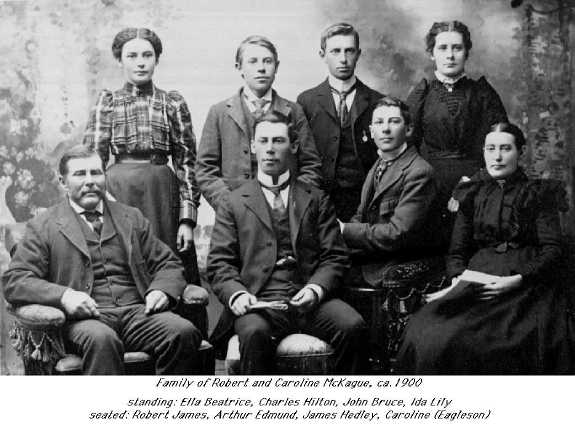 Family of Robert and Caroline McKague, ca. 1900
standing: Ella Beatrice, Charles Hilton, John Bruce, Ida Lily
seated: Robert James, Arthur Edmund, James Hedley, Caroline (Eagleson)